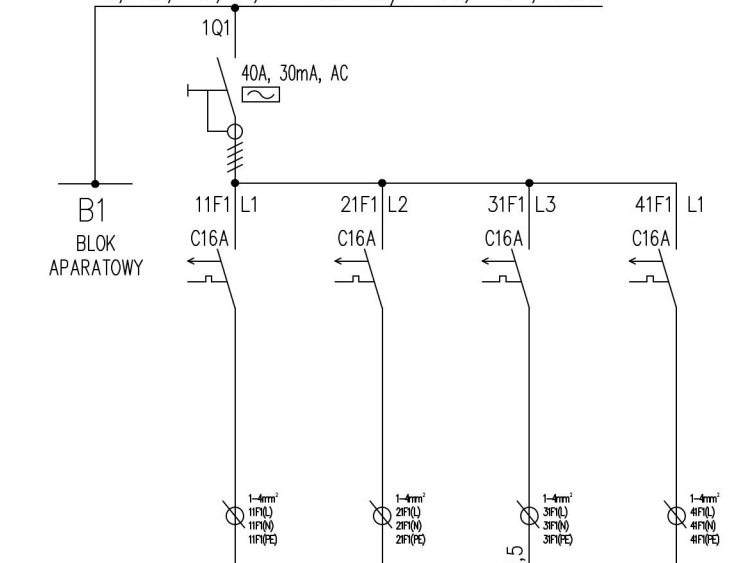 1Q1
40A, 30mA, AC
11F1 L1
21F1 L2
31F1 L3
41F1 L1
B1
BLOK
APARATOWY
C16A
C16A
C16A
C16A
1-4mm²
11F1(L)
11F1(N)
11F1(PE)
1-4mm²
21F1(L)
21F1(N)
21F1(PE)
1-4mm²
31F1(L)
31F1(N)
31F1(PE)
1-4mm²
41F1(L)
41F1(N)
41F1(PE)
,5